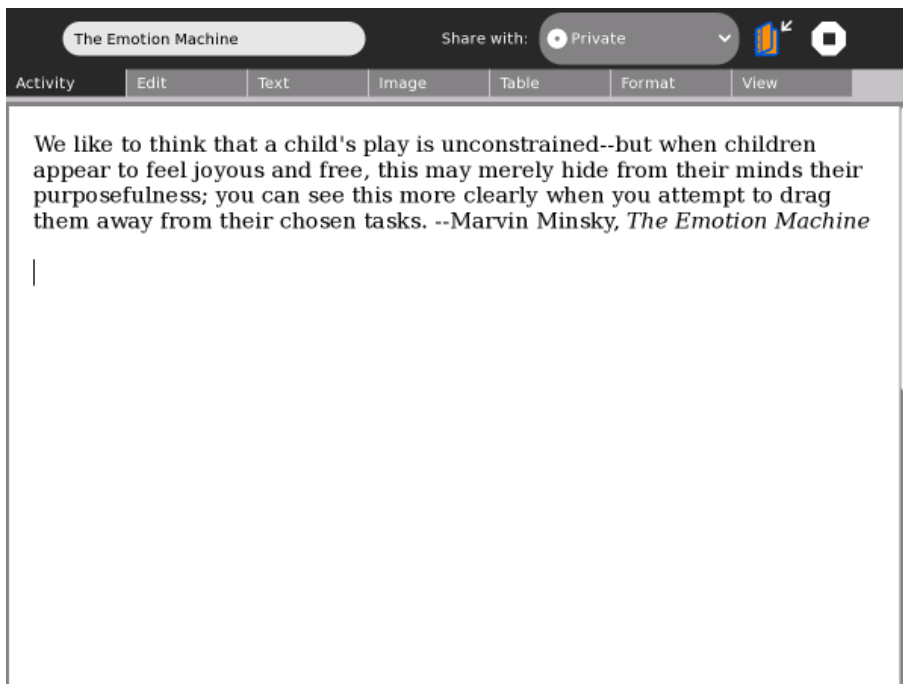 The Emotion Machine
Share with:
Private
Activity
Edit
Text
Image
Table
Format
View
We like to think that a child's play is unconstrained--but when children
appear to feel joyous and free, this may merely hide from their minds their
purposefulness; you can see this more clearly when you attempt to drag
them away from their chosen tasks. --Marvin Minsky, The Emotion Machine